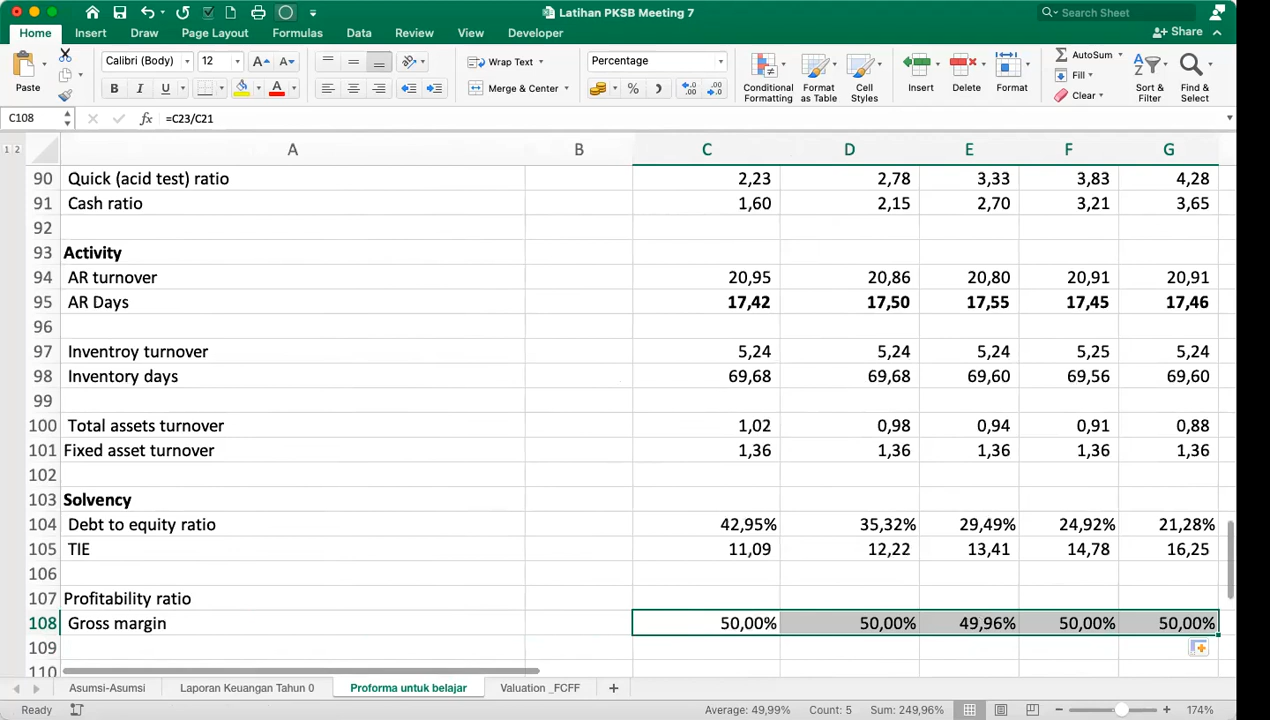 Latihan PKSB Meeting 7
Search Sheet
Home Insert Draw Page Layout Formulas Data Review View Developer Share
Paste Calibri (Body) 12 A A Wrap Text Percentage Conditional Formatting Format as Table Cell Styles Insert Delete Format AutoSum Sort & Filter Find & Select
B I U A Merge & Center % Fill
Clear
C108 fx =C23/C21
1 2 A B C D E F G
90 Quick (acid test) ratio 2,23 2,78 3,33 3,83 4,28
91 Cash ratio 1,60 2,15 2,70 3,21 3,65
92
93 Activity
94 AR turnover 20,95 20,86 20,80 20,91 20,91
95 AR Days 17,42 17,50 17,55 17,45 17,46
96
97 Inventroy turnover 5,24 5,24 5,24 5,25 5,24
98 Inventory days 69,68 69,68 69,60 69,56 69,60
99
100 Total assets turnover 1,02 0,98 0,94 0,91 0,88
101 Fixed asset turnover 1,36 1,36 1,36 1,36 1,36
102
103 Solvency
104 Debt to equity ratio 42,95% 35,32% 29,49% 24,92% 21,28%
105 TIE 11,09 12,22 13,41 14,78 16,25
106
107 Profitability ratio
108 Gross margin 50,00% 50,00% 49,96% 50,00% 50,00%
109
110
Asumsi-Asumsi Laporan Keuangan Tahun 0 Proforma untuk belajar Valuation _FCFF +
Ready Average: 49,99% Count: 5 Sum: 249,96% 174%